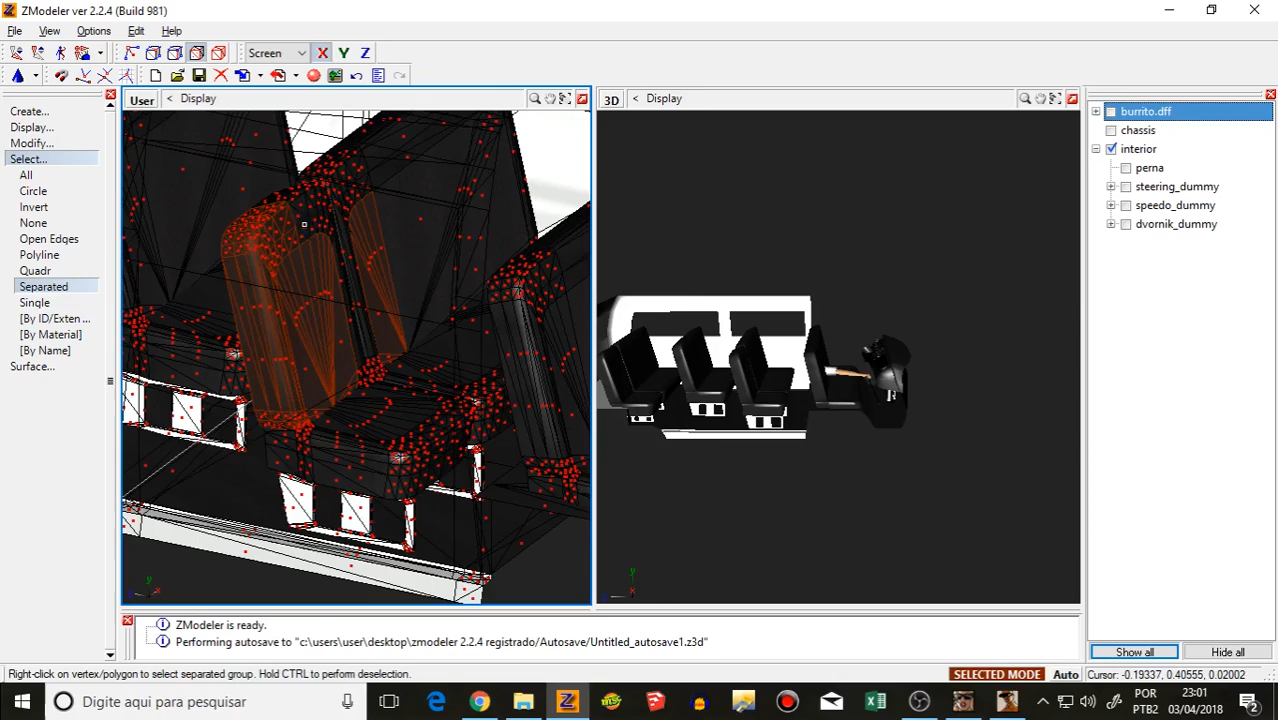 ZModeler ver 2.2.4 (Build 981)
File View Options Edit Help
Screen X Y Z
Create...
Display...
Modify...
Select...
All
Circle
Invert
None
Open Edges
Polyline
Quadr
Separated
Single
[By ID/Exten ...
[By Material]
[By Name]
Surface...
User < Display
3D < Display
burrito.dff
chassis
interior
perna
steering_dummy
speedo_dummy
dvornik_dummy
Show all Hide all
ZModeler is ready.
Performing autosave to "c:\users\user\desktop\zmodeler 2.2.4 registrado/Autosave/Untitled_autosave1.z3d"
Right-click on vertex/polygon to select separated group. Hold CTRL to perform deselection. SELECTED MODE Auto Cursor: -0.19337, 0.40555, 0.02002
Digite aqui para pesquisar
POR
PTB2
23:01
03/04/2018
2